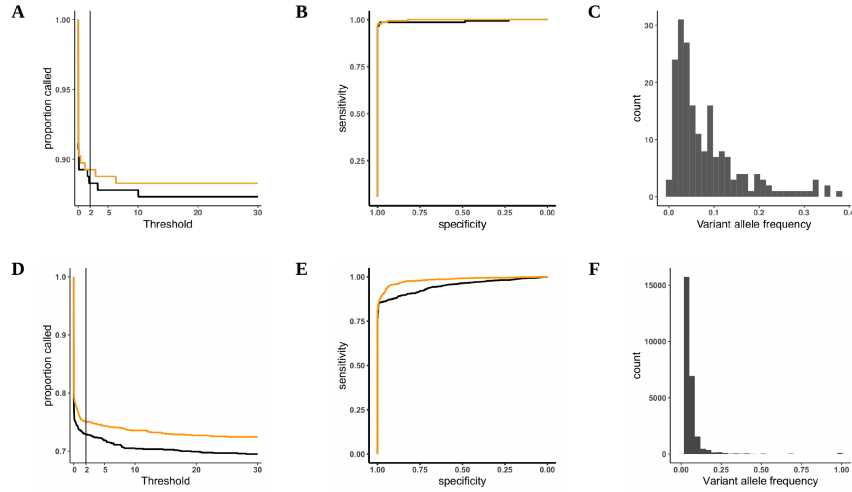 A
proportion called
1.00
0.95
0.90
0 2 5 10 20 30
Threshold
B
sensitivity
1.00
0.75
0.50
0.25
1.00 0.75 0.50 0.25 0.00
specificity
C
count
30
20
10
0
0.0 0.1 0.2 0.3 0.4
Variant allele frequency
D
proportion called
1.0
0.9
0.8
0.7
0 2 5 10 20 30
Threshold
E
sensitivity
1.00
0.75
0.50
0.25
0.00
1.00 0.75 0.50 0.25 0.00
specificity
F
count
15000
10000
5000
0
0.00 0.25 0.50 0.75 1.00
Variant allele frequency